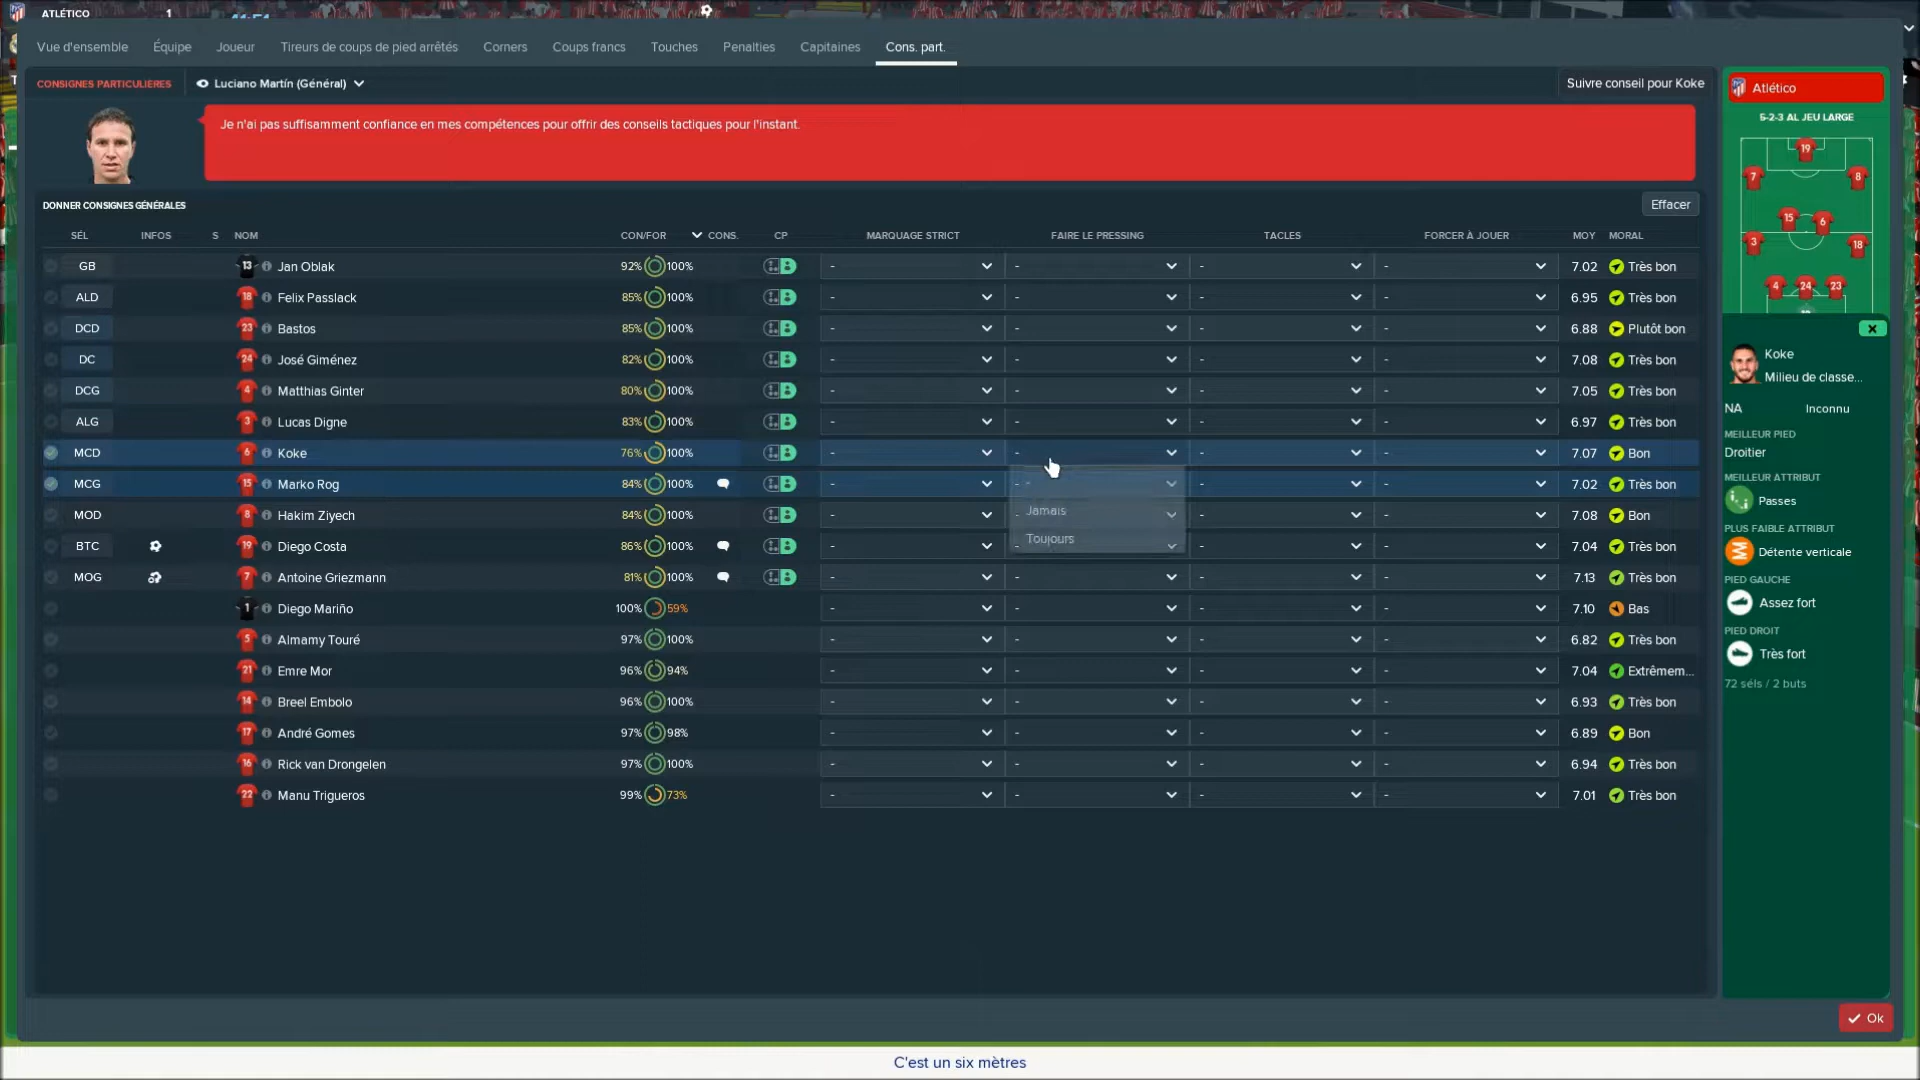 ATLÉTICO 1
Vue d'ensemble Équipe Joueur Tireurs de coups de pied arrêtés Corners Coups francs Touches Penalties Capitaines Cons. part.
CONSIGNES PARTICULIÈRES Luciano Martín (Général) Suivre conseil pour Koke
Je n'ai pas suffisamment confiance en mes compétences pour offrir des conseils tactiques pour l'instant.
DONNER CONSIGNES GÉNÉRALES Effacer
SÉL INFOS S NOM CON/FOR CONS. CP MARQUAGE STRICT FAIRE LE PRESSING TACLES FORCER À JOUER MOY MORAL
GB 13 Jan Oblak 92% 100% - - - - 7.02 Très bon
ALD 18 Felix Passlack 85% 100% - - - - 6.95 Très bon
DCD 23 Bastos 85% 100% - - - - 6.88 Plutôt bon
DC 24 José Giménez 82% 100% - - - - 7.08 Très bon
DCG 4 Matthias Ginter 80% 100% - - - - 7.05 Très bon
ALG 3 Lucas Digne 83% 100% - - - - 6.97 Très bon
MCD 6 Koke 76% 100% - - - - 7.07 Bon
MCG 15 Marko Rog 84% 100% - - - - - 7.02 Très bon
MOD 8 Hakim Ziyech 84% 100% - - - - 7.08 Bon
Jamais
BTC 19 Diego Costa 86% 100% - - - - 7.04 Très bon
Toujours
MOG 7 Antoine Griezmann 81% 100% - - - - 7.13 Très bon
1 Diego Mariño 100% 59% - - - - 7.10 Bas
5 Almamy Touré 97% 100% - - - - 6.82 Très bon
21 Emre Mor 96% 94% - - - - 7.04 Extrêmem...
14 Breel Embolo 96% 100% - - - - 6.93 Très bon
17 André Gomes 97% 98% - - - - 6.89 Bon
16 Rick van Drongelen 97% 100% - - - - 6.94 Très bon
22 Manu Trigueros 99% 73% - - - - 7.01 Très bon
Atlético
5-2-3 AL JEU LARGE
19
7 8
15 6
3 18
4 24 23
Koke
Milieu de classe...
NA Inconnu
MEILLEUR PIED
Droitier
MEILLEUR ATTRIBUT
Passes
PLUS FAIBLE ATTRIBUT
Détente verticale
PIED GAUCHE
Assez fort
PIED DROIT
Très fort
72 séls / 2 buts
Ok
C'est un six mètres